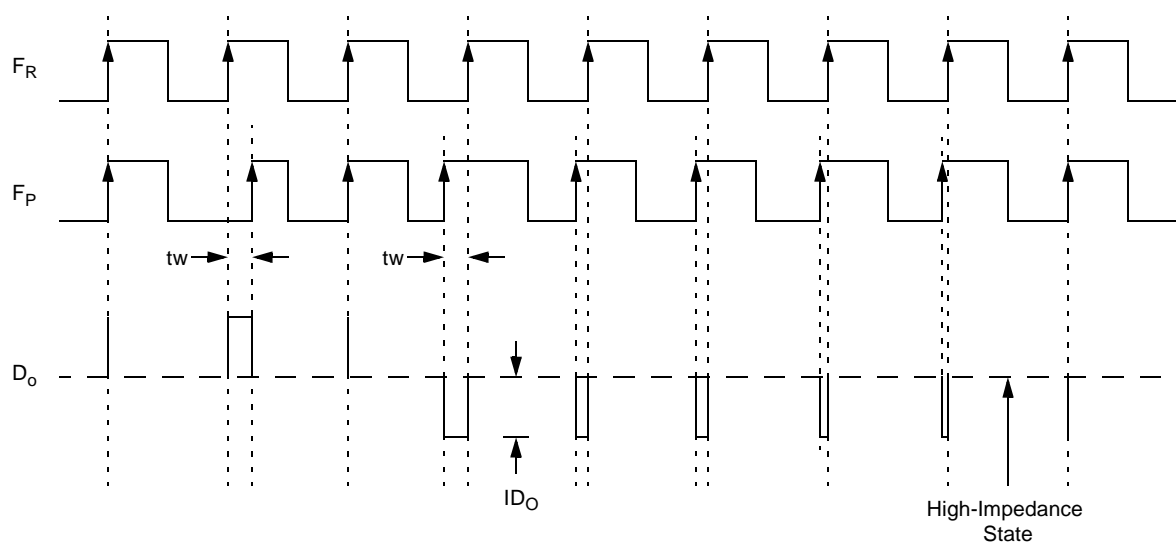 F_R
F_P
tw
tw
D_o
ID_O
High-Impedance
State